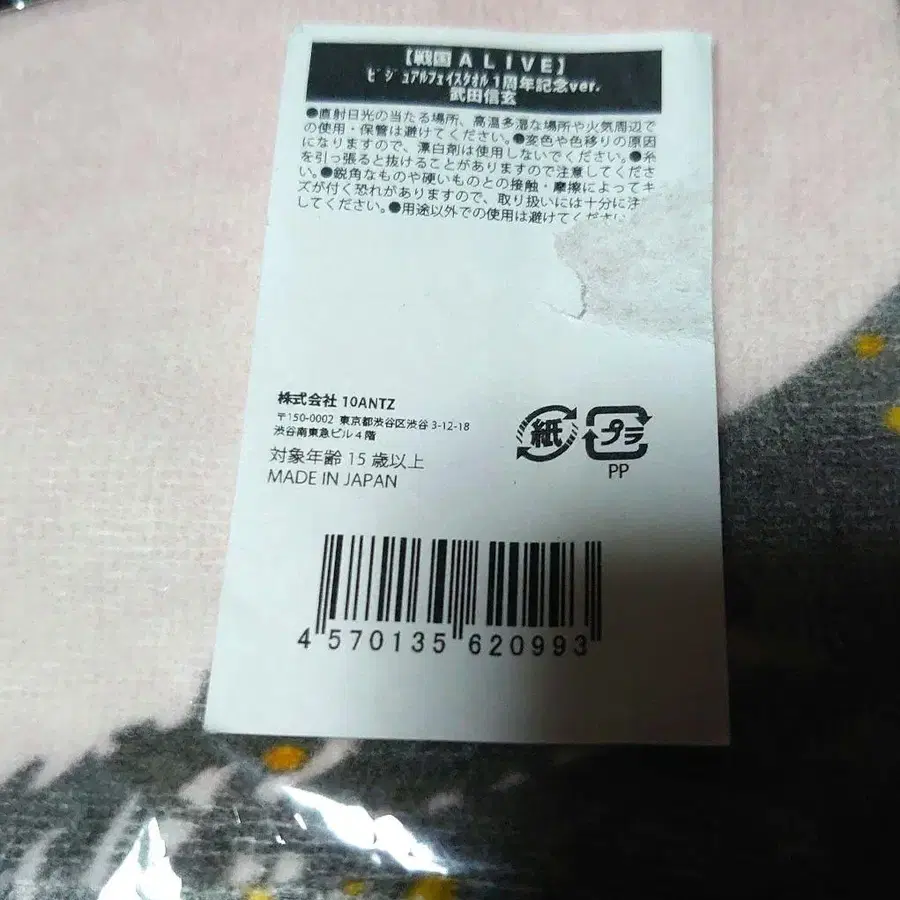 【戦国ALIVE】
ビジュアルフェイスタオル1周年記念ver.
武田信玄
●直射日光の当たる場所、高温多湿な場所や火気周辺で
の使用・保管は避けてください。●変色や色移りの原因
になりますので、漂白剤は使用しないでください。●糸
を引っ張ると抜けることがありますので注意してくださ
い。●鋭角なものや硬いものとの接触・摩擦によってキ
ズが付く恐れがありますので、取り扱いには十分に注
してください。●用途以外での使用は避けてください
株式会社 10ANTZ
〒150-0002 東京都渋谷区渋谷 3-12-18
渋谷南東急ビル4階
対象年齢 15 歳以上
MADE IN JAPAN
紙 プラ
PP
4 570135 620993